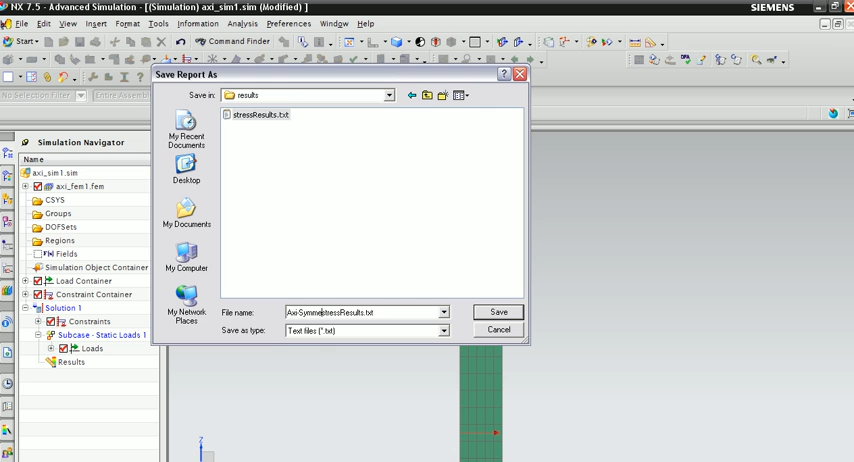 NX 7.5 - Advanced Simulation - [(Simulation) axi_sim1.sim (Modified) ]
SIEMENS
File Edit View Insert Format Tools Information Analysis Preferences Window Help
Start Command Finder
No Selection Filter Entire Assemb
Save Report As
Save in: results
stressResults.txt
My Recent
Documents
Desktop
My Documents
My Computer
My Network
Places
File name: Axi-SymmestressResults.txt Save
Save as type: Text files (*.txt) Cancel
Simulation Navigator
Name
axi_sim1.sim
axi_fem1.fem
CSYS
Groups
DOFSets
Regions
Fields
Simulation Object Container
Load Container
Constraint Container
Solution 1
Constraints
Subcase - Static Loads 1
Loads
Results
Z